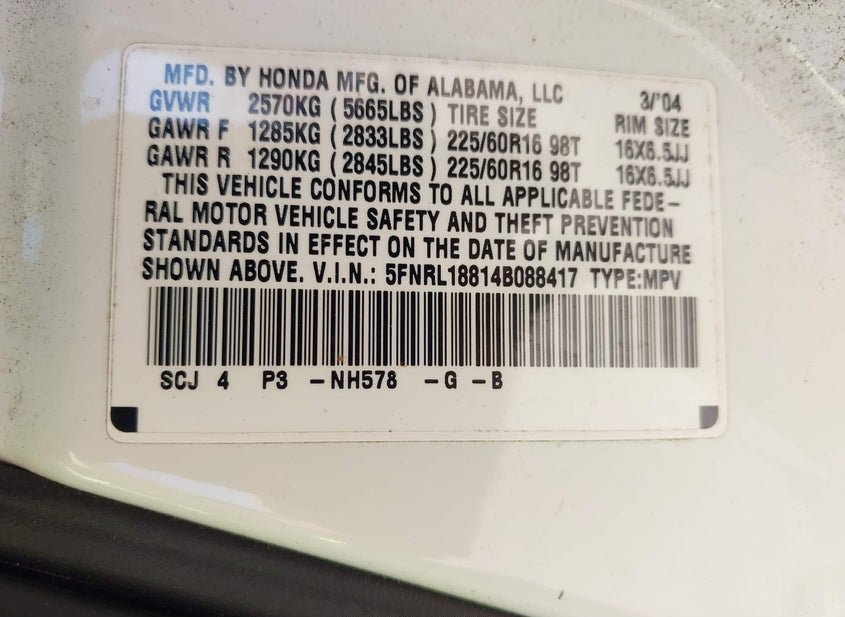 MFD. BY HONDA MFG. OF ALABAMA, LLC 3/'04
GVWR 2570KG (5665LBS) TIRE SIZE RIM SIZE
GAWR F 1285KG (2833LBS) 225/60R16 98T 16X6.5JJ
GAWR R 1290KG (2845LBS) 225/60R16 98T 16X6.5JJ
THIS VEHICLE CONFORMS TO ALL APPLICABLE FEDE-
RAL MOTOR VEHICLE SAFETY AND THEFT PREVENTION
STANDARDS IN EFFECT ON THE DATE OF MANUFACTURE
SHOWN ABOVE. V.I.N.: 5FNRL18814B088417 TYPE:MPV
SCJ 4 P3 -NH578 -G -B